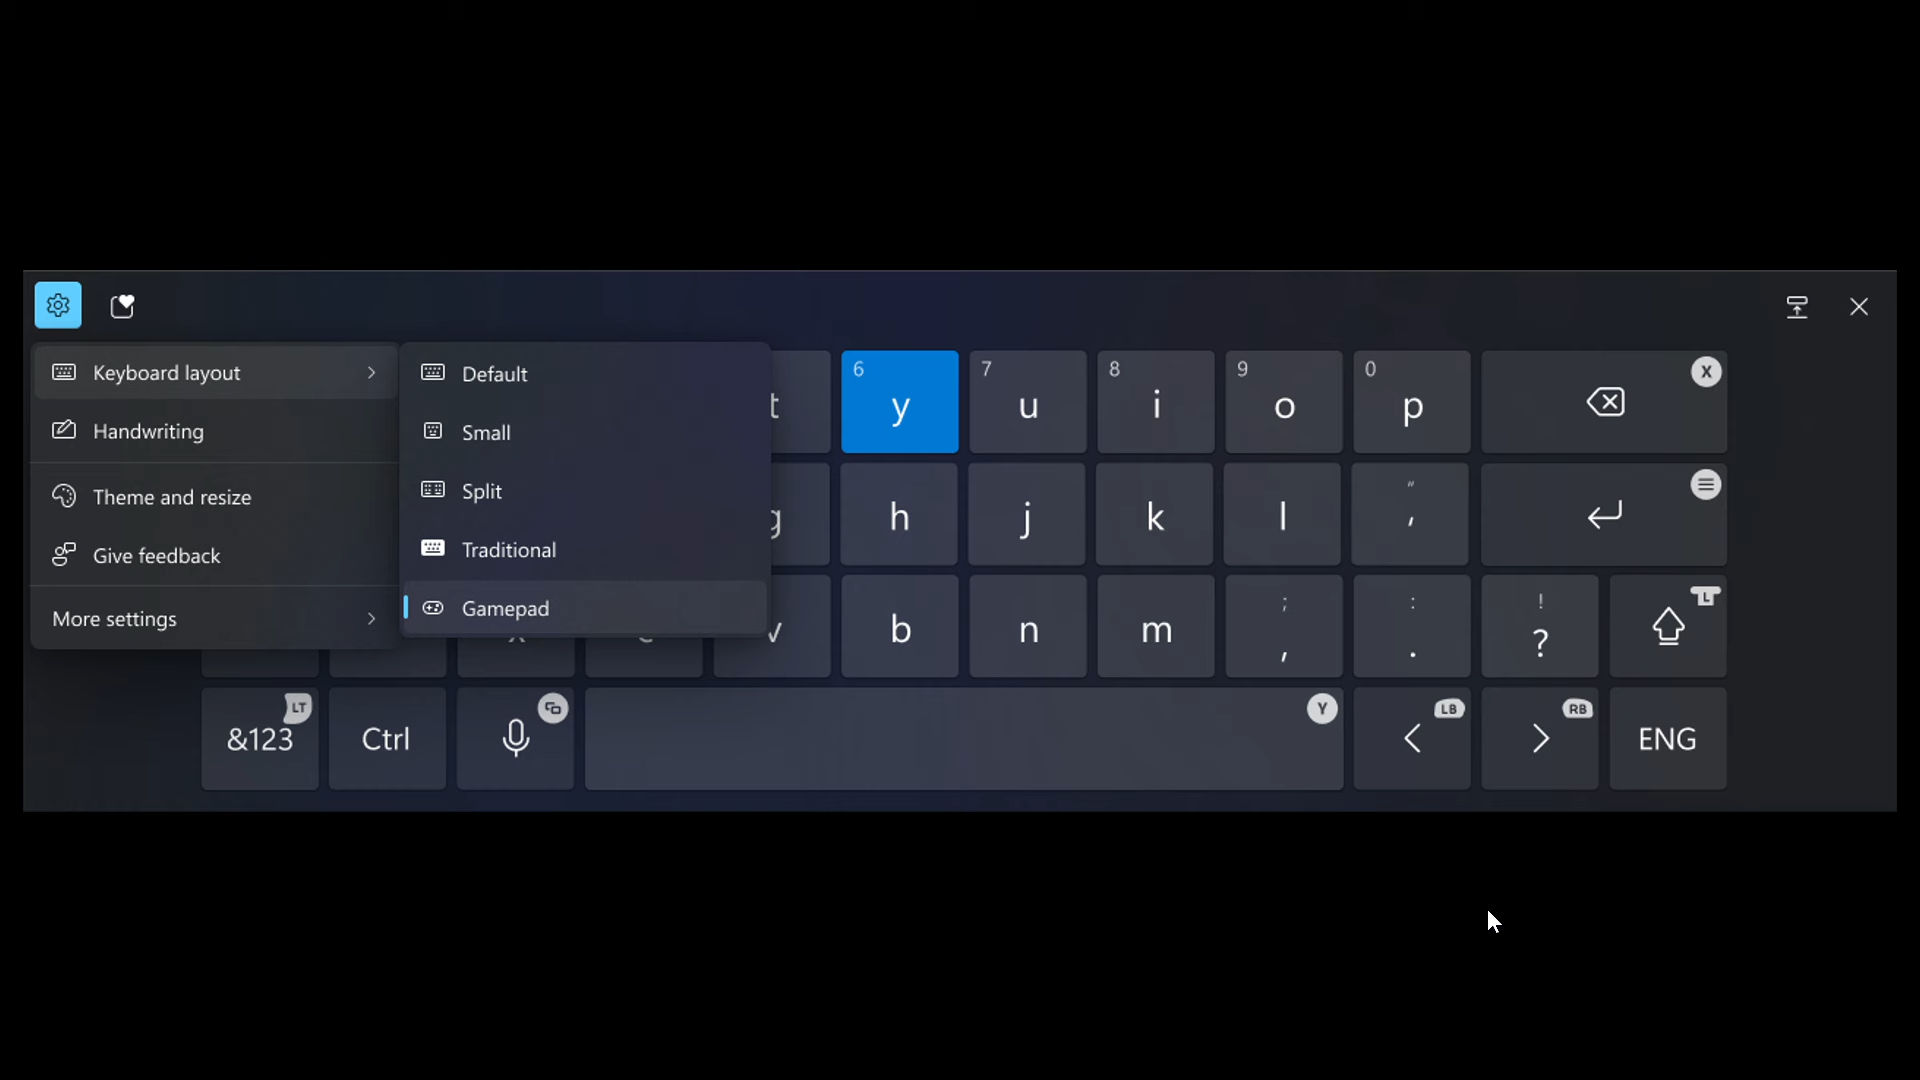 Keyboard layout
Handwriting
Theme and resize
Give feedback
More settings
Default
Small
Split
Traditional
Gamepad
t 6 y 7 u 8 i 9 o 0 p X
g h j k l " '
x c v b n m ; , : . ! ? L
&123 LT Ctrl Y < LB > RB ENG